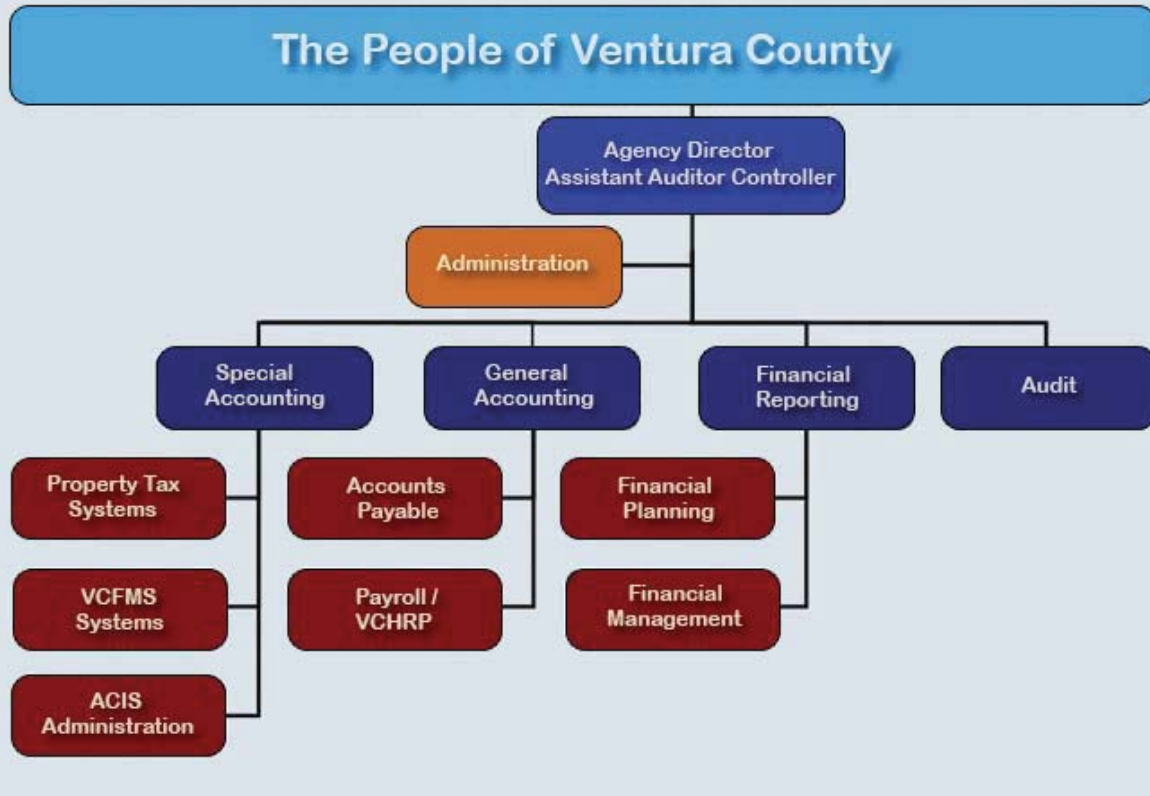 The People of Ventura County
Agency Director
Assistant Auditor Controller
Administration
Special
Accounting
General
Accounting
Financial
Reporting
Audit
Property Tax
Systems
Accounts
Payable
Financial
Planning
VCFMS
Systems
Payroll /
VCHRP
Financial
Management
ACIS
Administration